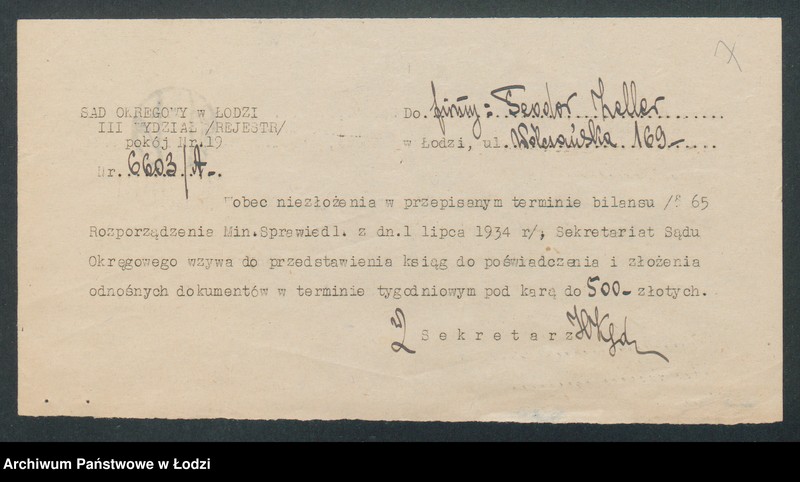 SĄD OKRĘGOWY w ŁODZI
III WYDZIAŁ /REJESTR/
pokój Nr.19
Nr. 6603/A-.
Do firmy: Teodor Zeller
w Łodzi, ul. Wólczańska 169-
Wobec niezłożenia w przepisanym terminie bilansu /§ 65
Rozporządzenia Min.Sprawiedl. z dn.1 lipca 1934 r/, Sekretariat Sądu
Okręgowego wzywa do przedstawienia ksiąg do poświadczenia i złożenia
odnośnych dokumentów w terminie tygodniowym pod karą do 500- złotych.
Sekretarz
Archiwum Państwowe w Łodzi